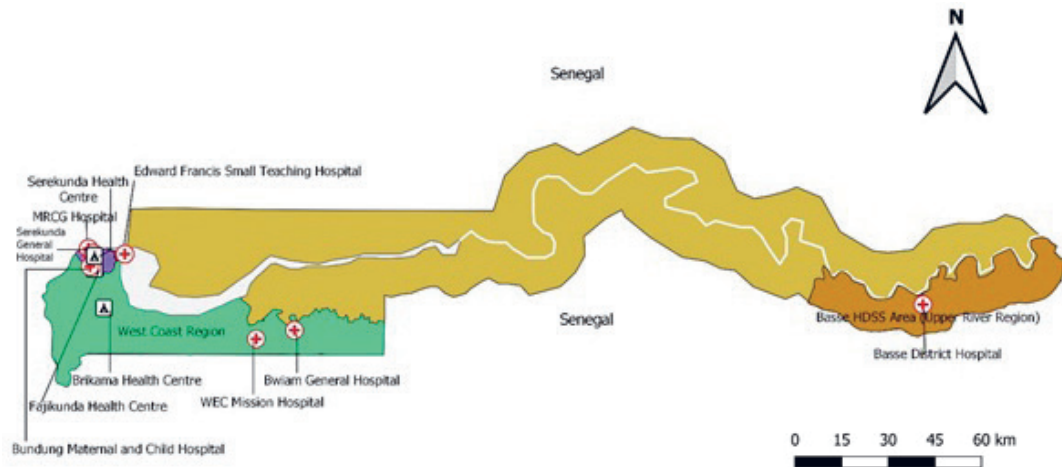 N
Senegal
Edward Francis Small Teaching Hospital
Serekunda Health
Centre
MRCG Hospital
Serekunda
General
Hospital
West Coast Region
Senegal
Basse HDSS Area (Upper River Region)
Basse District Hospital
Brikama Health Centre
Bwiam General Hospital
WEC Mission Hospital
Fajikunda Health Centre
Bundung Maternal and Child Hospital
0 15 30 45 60 km